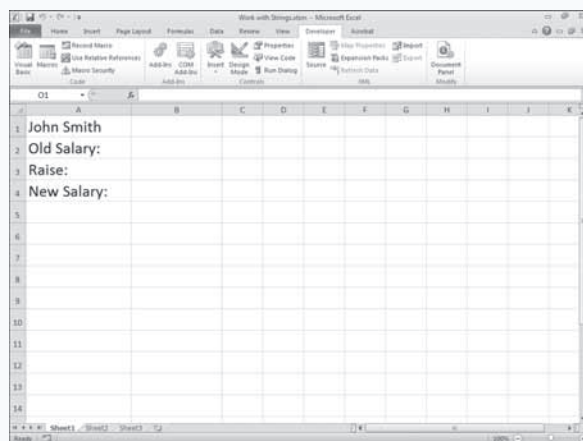 Work with Strings.xlsm - Microsoft Excel
File Home Insert Page Layout Formulas Data Review View Developer Acrobat
Visual Basic Macros Record Macro Use Relative References Macro Security
Add-Ins COM Add-Ins
Insert Design Mode Properties View Code Run Dialog
Source Map Properties Expansion Packs Refresh Data Import Export
Document Panel
Code Add-Ins Controls XML Modify
O1 fx
A B C D E F G H I J K
1 John Smith
2 Old Salary:
3 Raise:
4 New Salary:
5
6
7
8
9
10
11
12
13
14
Sheet1 Sheet2 Sheet3
Ready 100%